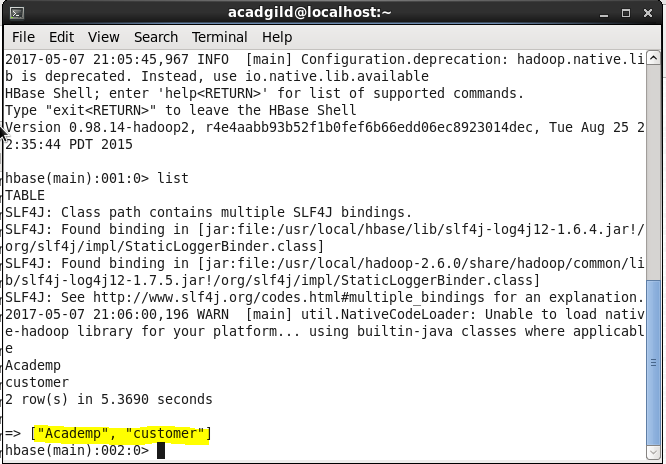 acadgild@localhost:~
File Edit View Search Terminal Help
2017-05-07 21:05:45,967 INFO  [main] Configuration.deprecation: hadoop.native.li
b is deprecated. Instead, use io.native.lib.available
HBase Shell; enter 'help<RETURN>' for list of supported commands.
Type "exit<RETURN>" to leave the HBase Shell
Version 0.98.14-hadoop2, r4e4aabb93b52f1b0fef6b66edd06ec8923014dec, Tue Aug 25 2
2:35:44 PDT 2015
hbase(main):001:0> list
TABLE
SLF4J: Class path contains multiple SLF4J bindings.
SLF4J: Found binding in [jar:file:/usr/local/hbase/lib/slf4j-log4j12-1.6.4.jar!/
org/slf4j/impl/StaticLoggerBinder.class]
SLF4J: Found binding in [jar:file:/usr/local/hadoop-2.6.0/share/hadoop/common/li
b/slf4j-log4j12-1.7.5.jar!/org/slf4j/impl/StaticLoggerBinder.class]
SLF4J: See http://www.slf4j.org/codes.html#multiple_bindings for an explanation.
2017-05-07 21:06:00,196 WARN  [main] util.NativeCodeLoader: Unable to load nativ
e-hadoop library for your platform... using builtin-java classes where applicabl
e
Academp
customer
2 row(s) in 5.3690 seconds
=> ["Academp", "customer"]
hbase(main):002:0>